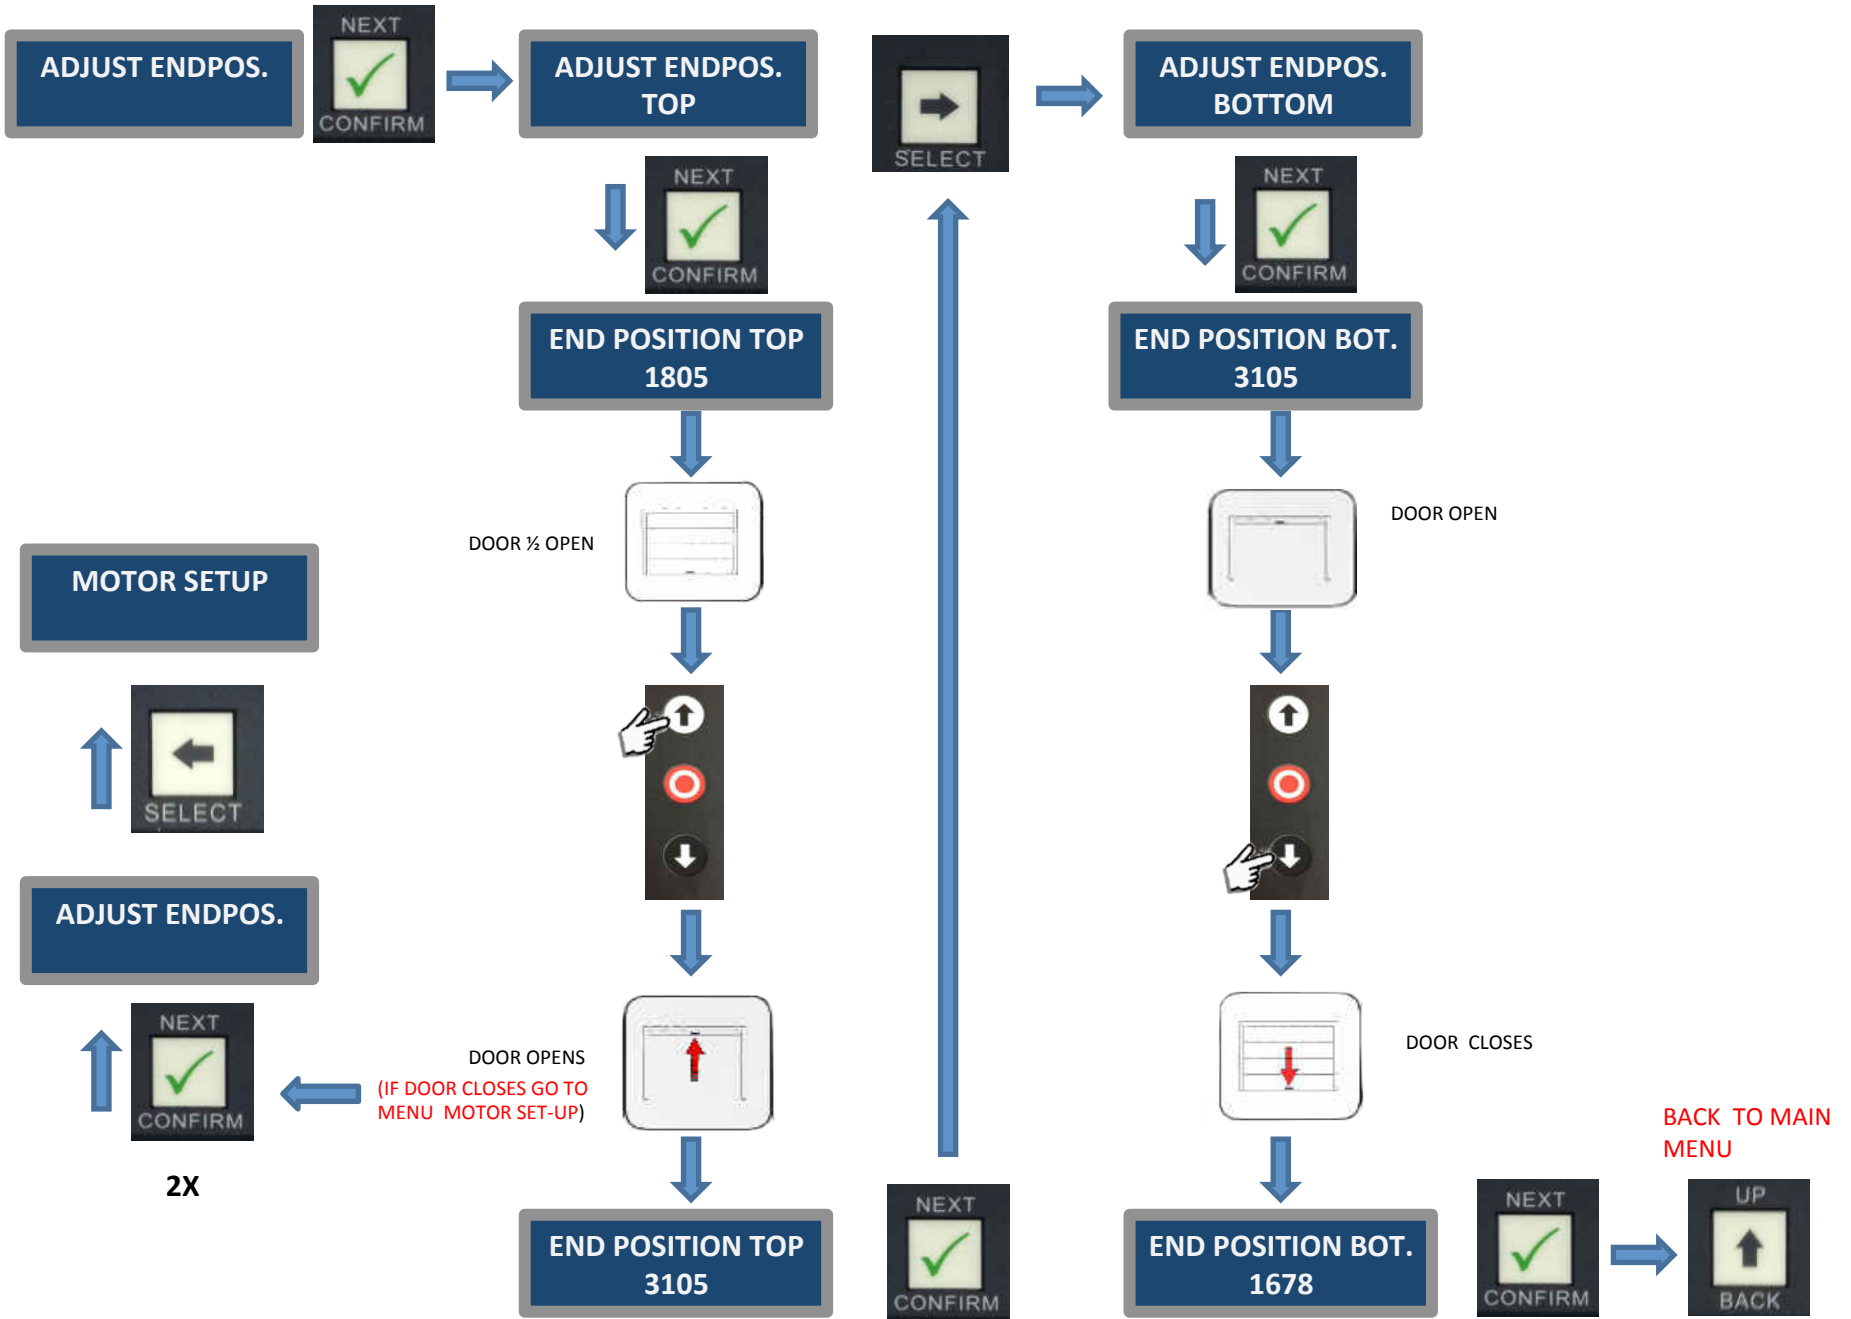 ADJUST ENDPOS.
NEXT
CONFIRM
ADJUST ENDPOS.
TOP
NEXT
CONFIRM
END POSITION TOP
1805
DOOR ½ OPEN
DOOR OPENS
(IF DOOR CLOSES GO TO
MENU MOTOR SET-UP)
NEXT
CONFIRM
2X
ADJUST ENDPOS.
SELECT
MOTOR SETUP
END POSITION TOP
3105
NEXT
CONFIRM
SELECT
ADJUST ENDPOS.
BOTTOM
NEXT
CONFIRM
END POSITION BOT.
3105
DOOR OPEN
DOOR CLOSES
END POSITION BOT.
1678
NEXT
CONFIRM
BACK TO MAIN
MENU
UP
BACK